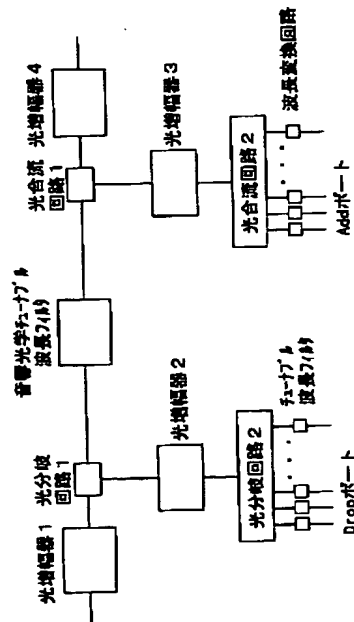 光増幅器1
光分岐
回路1
音響光学チューナブル
波長フィルタ
光合流
回路1
光増幅器4
光増幅器2
光増幅器3
光分岐回路2
光合流回路2
チューナブル
波長フィルタ
波長変換回路
Dropポート
Addポート